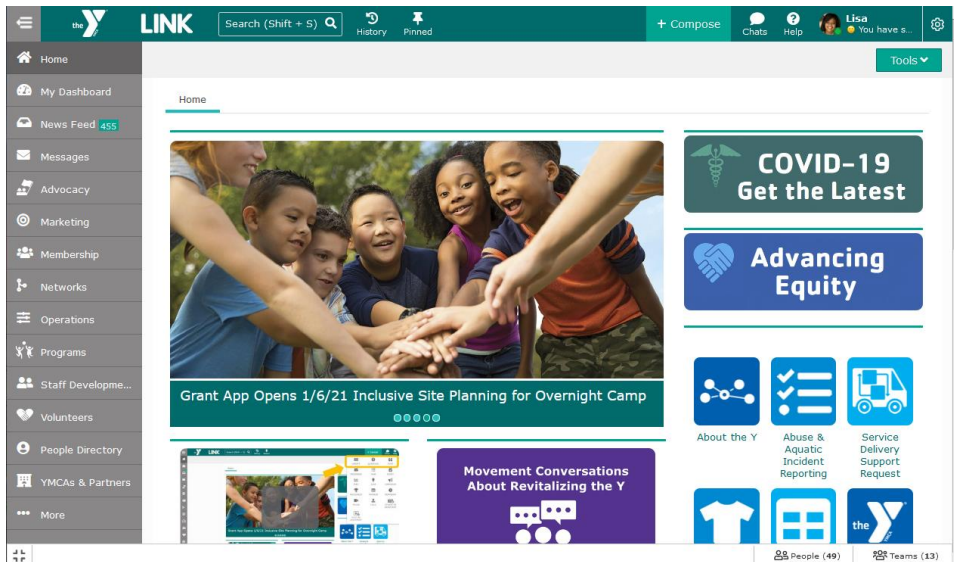 the Y LINK
Search (Shift + S)
History
Pinned
+ Compose
Chats
Help
Lisa
You have s...
Home
Tools
My Dashboard
News Feed 455
Messages
Advocacy
Marketing
Membership
Networks
Operations
Programs
Staff Developme...
Volunteers
People Directory
YMCAs & Partners
More
Home
Grant App Opens 1/6/21 Inclusive Site Planning for Overnight Camp
COVID-19
Get the Latest
Advancing
Equity
About the Y
Abuse &
Aquatic
Incident
Reporting
Service
Delivery
Support
Request
LINK
Movement Conversations
About Revitalizing the Y
the Y
People (49)
Teams (13)